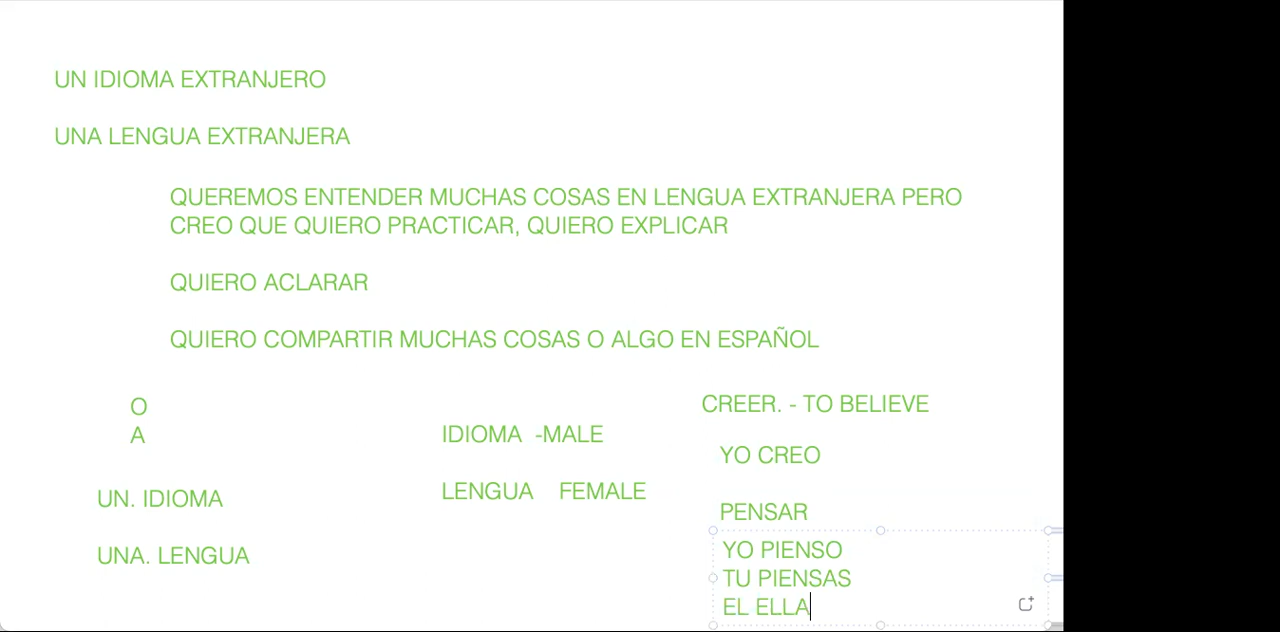 UN IDIOMA EXTRANJERO
UNA LENGUA EXTRANJERA
QUEREMOS ENTENDER MUCHAS COSAS EN LENGUA EXTRANJERA PERO
CREO QUE QUIERO PRACTICAR, QUIERO EXPLICAR
QUIERO ACLARAR
QUIERO COMPARTIR MUCHAS COSAS O ALGO EN ESPAÑOL
O
A
UN. IDIOMA
UNA. LENGUA
IDIOMA -MALE
LENGUA FEMALE
CREER. - TO BELIEVE
YO CREO
PENSAR
YO PIENSO
TU PIENSAS
EL ELLA